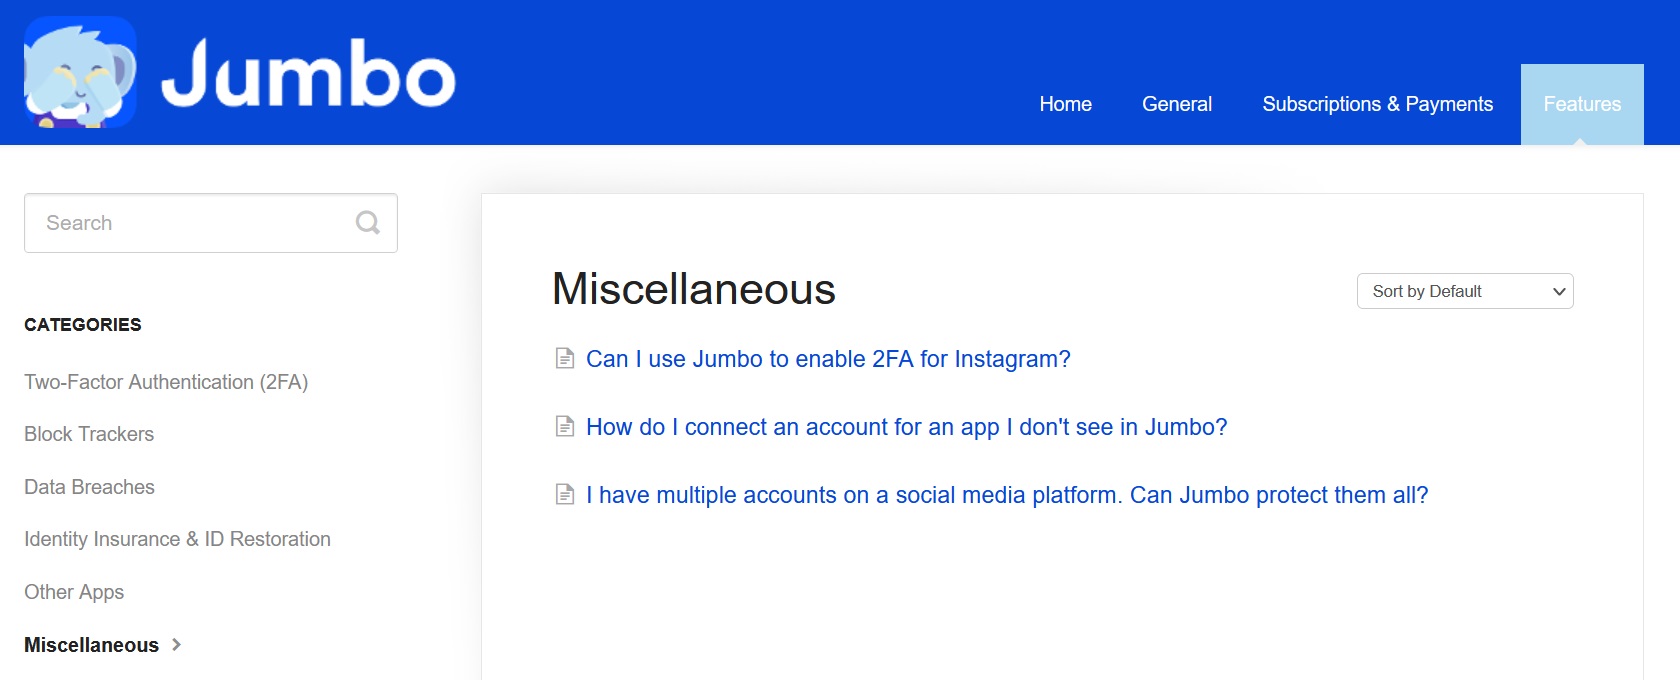 Jumbo
Home
General
Subscriptions & Payments
Features
Search
CATEGORIES
Two-Factor Authentication (2FA)
Block Trackers
Data Breaches
Identity Insurance & ID Restoration
Other Apps
Miscellaneous
Miscellaneous
Sort by Default
Can I use Jumbo to enable 2FA for Instagram?
How do I connect an account for an app I don't see in Jumbo?
I have multiple accounts on a social media platform. Can Jumbo protect them all?